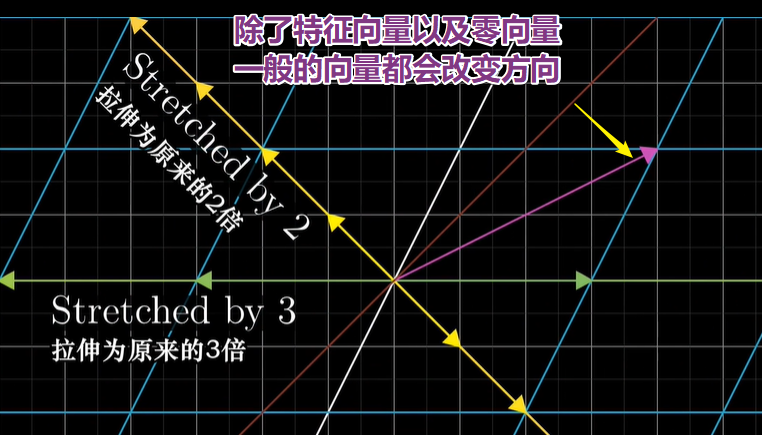 除了特征向量以及零向量
一般的向量都会改变方向
Stretched by 2
拉伸为原来的2倍
Stretched by 3
拉伸为原来的3倍